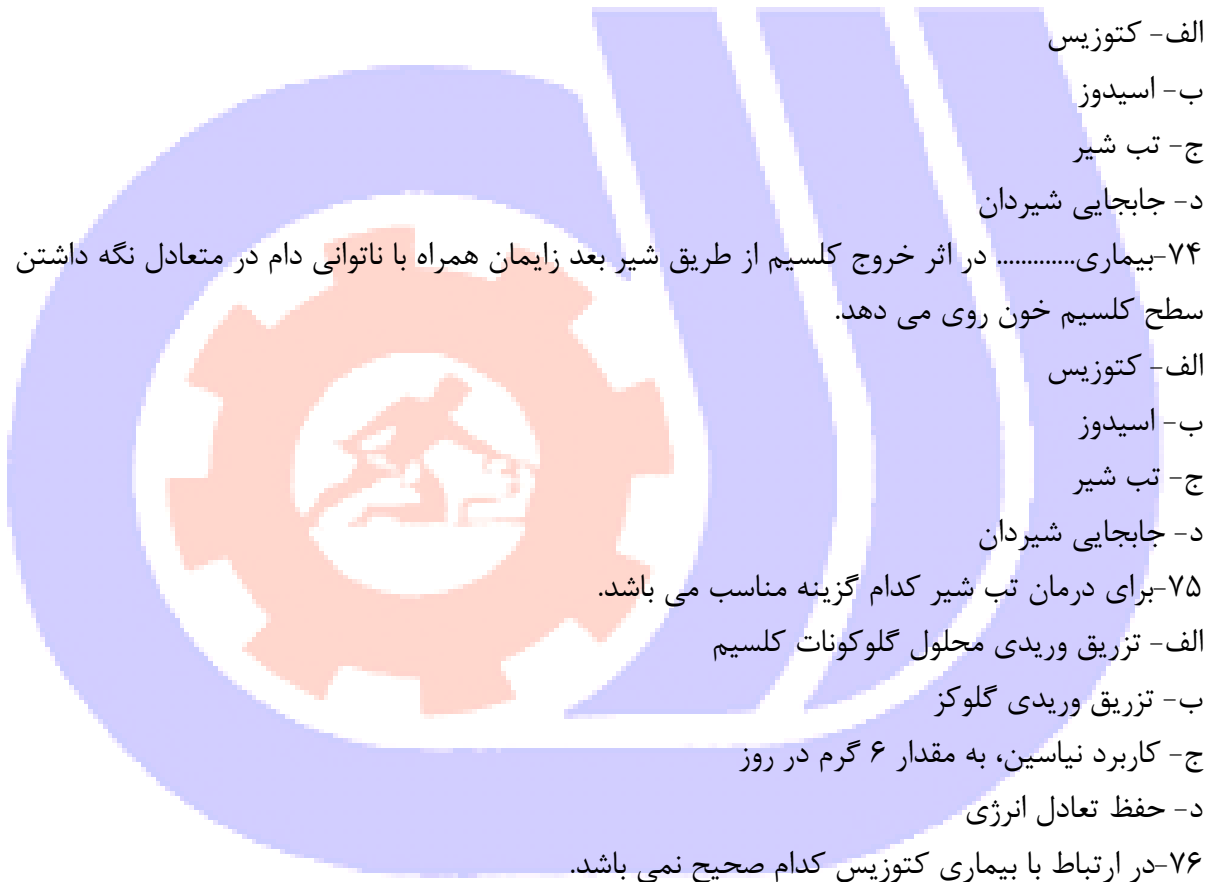 الف- کتوزیس
ب- اسیدوز
ج- تب شیر
د- جابجایی شیردان
۷۴-بیماری............. در اثر خروج کلسیم از طریق شیر بعد زایمان همراه با ناتوانی دام در متعادل نگه داشتن
سطح کلسیم خون روی می دهد.
الف- کتوزیس
ب- اسیدوز
ج- تب شیر
د- جابجایی شیردان
۷۵-برای درمان تب شیر کدام گزینه مناسب می باشد.
الف- تزریق وریدی محلول گلوکونات کلسیم
ب- تزریق وریدی گلوکز
ج- کاربرد نیاسین، به مقدار ۶ گرم در روز
د- حفظ تعادل انرژی
۷۶-در ارتباط با بیماری کتوزیس کدام صحیح نمی باشد.